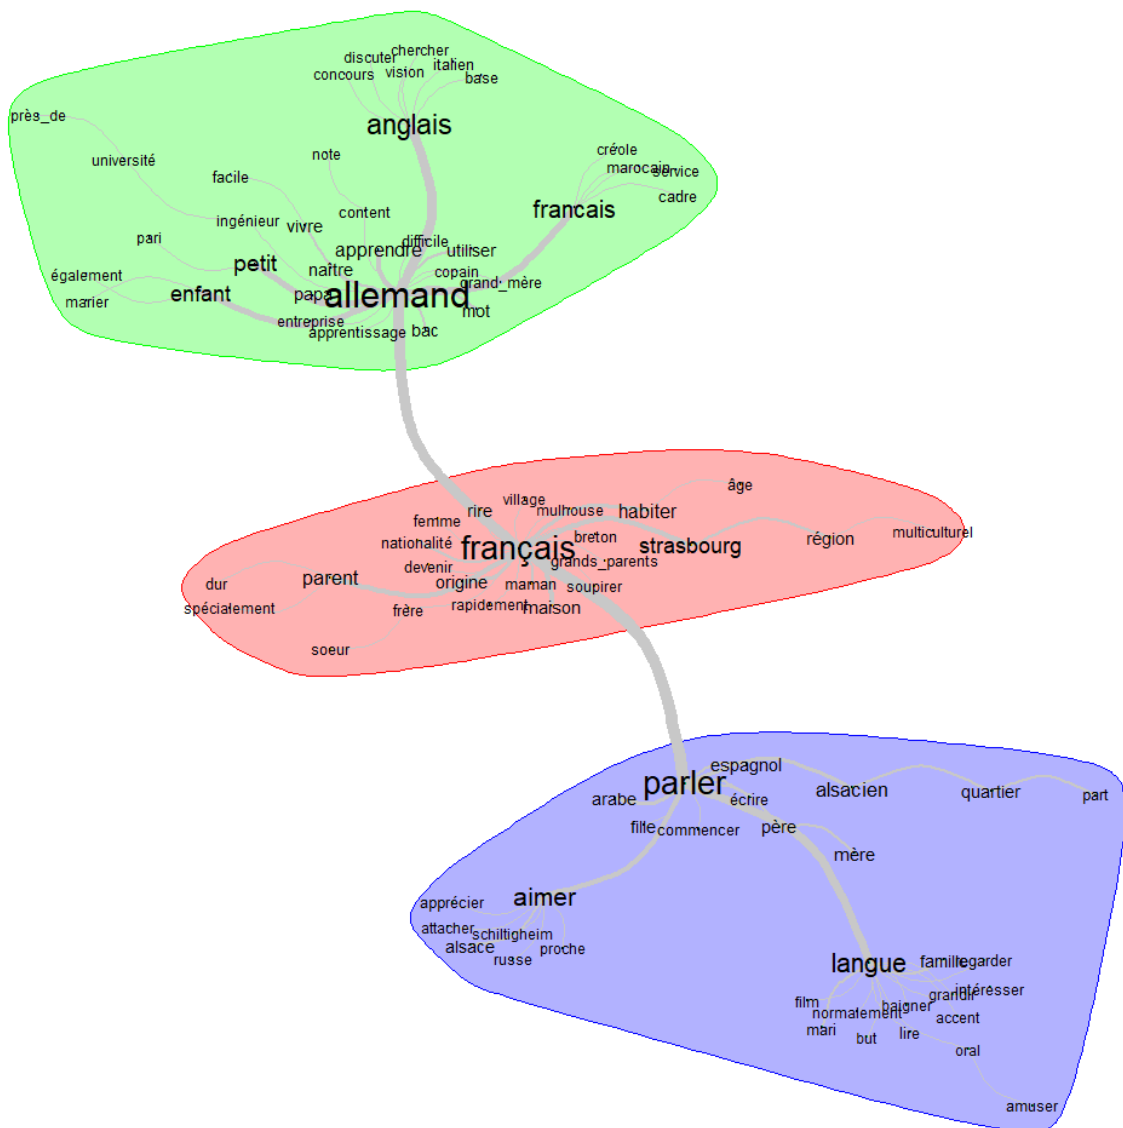 chercher
discuter
italien
concours
vision
base
près_de
anglais
note
créole
université
marocain
service
facile
cadre
content
francais
ingénieur
vivre
pari
difficile
apprendre
utiliser
petit
naître
copain
également
grand_mère
enfant
papa
allemand
marier
mot
entreprise
apprentissage
bac
âge
village
rire
mulhouse
habiter
femme
multiculturel
nationalité
breton
français
strasbourg
région
devenir
grands_parents
dur
parent
origine
maman
soupirer
spécialement
frère
rapidement
maison
soeur
espagnol
parler
alsacien
quartier
part
arabe
écrire
fille
commencer
père
mère
aimer
apprécier
attacher
schiltigheim
alsace
proche
russe
langue
famille
regarder
intéresser
film
grandir
normalement
baigner
accent
mari
but
lire
oral
amuser